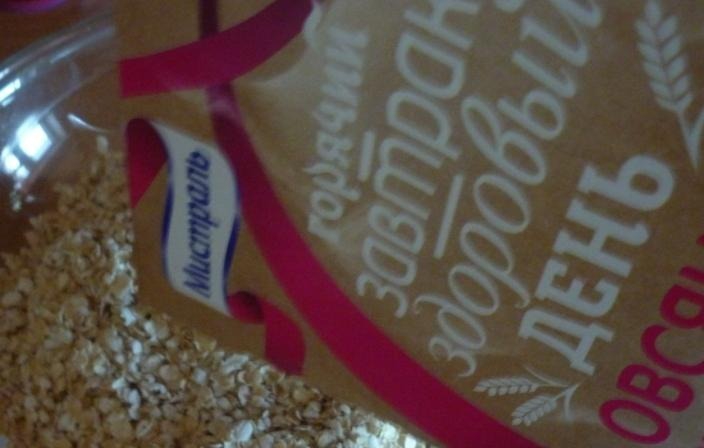 Мистраль
горячий
завтрак
здоровый
ДЕНЬ